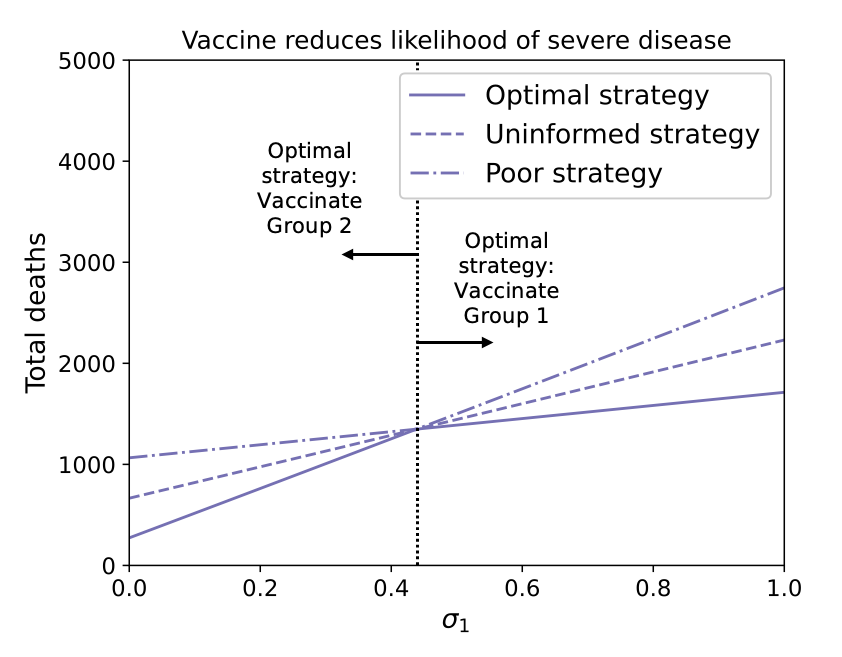 Vaccine reduces likelihood of severe disease
5000
4000
3000
2000
1000
0
Total deaths
Optimal strategy
Uninformed strategy
Poor strategy
Optimal
strategy:
Vaccinate
Group 2
Optimal
strategy:
Vaccinate
Group 1
0.0
0.2
0.4
0.6
0.8
1.0
σ₁